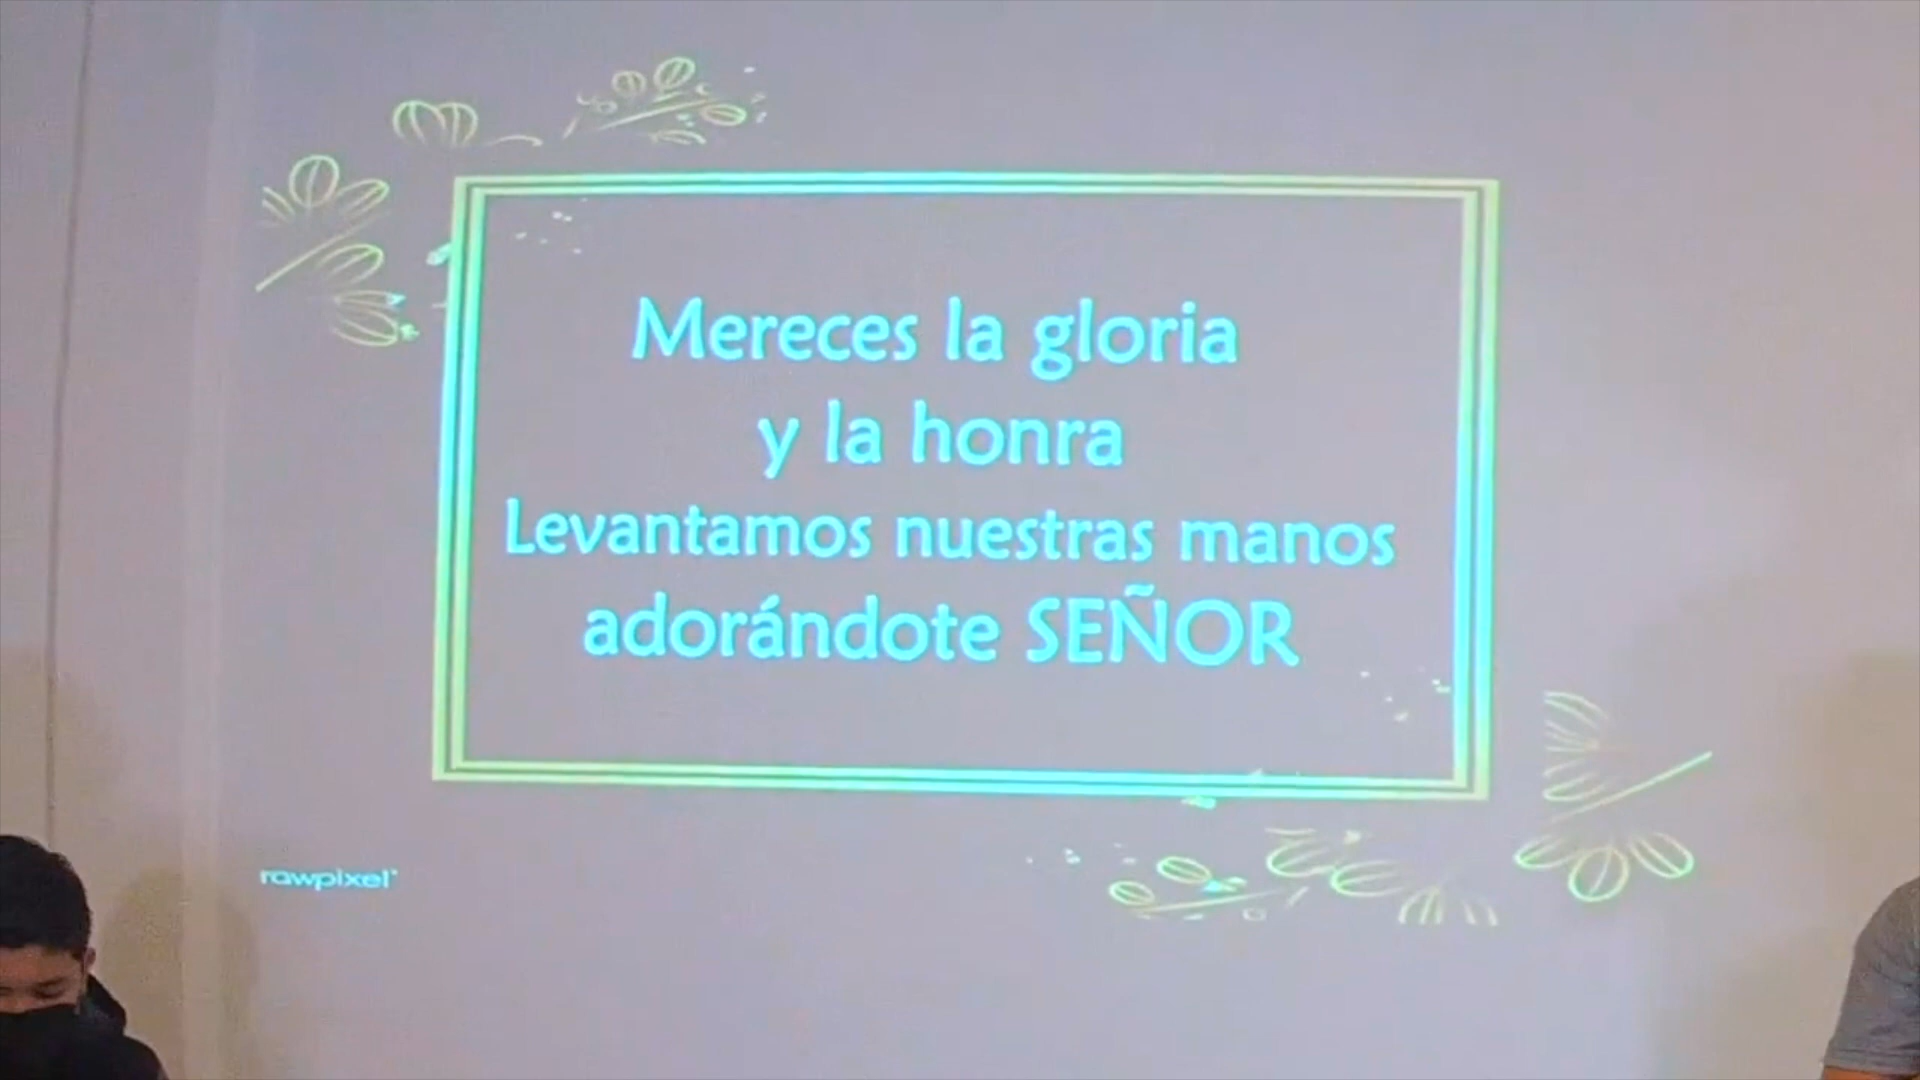 Mereces la gloria
y la honra
Levantamos nuestras manos
adorándote SEÑOR
rawpixel